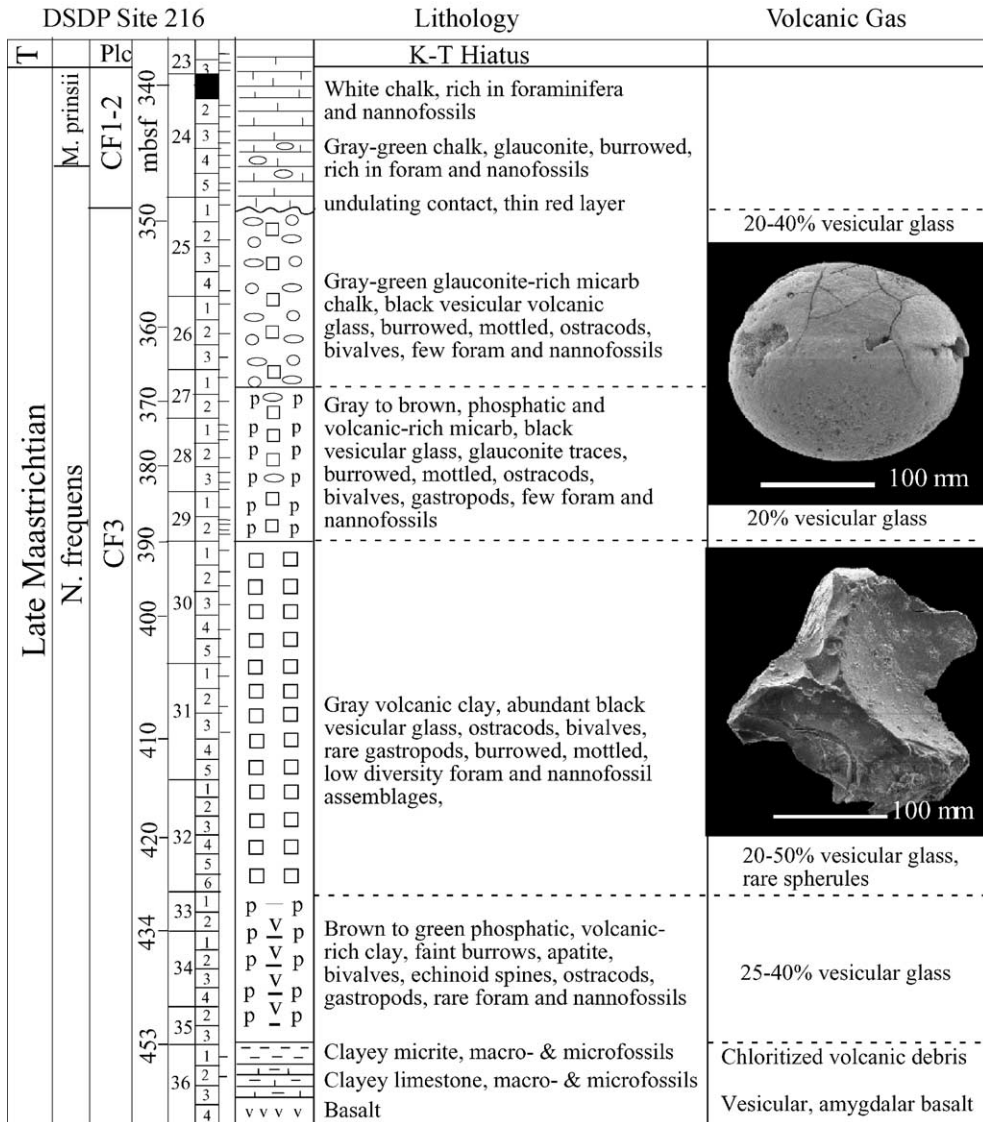 DSDP Site 216
Lithology
Volcanic Gas
T
Plc
Late Maastrichtian
M. prinsii
N. frequens
CF1-2
CF3
mbsf
340
350
360
370
380
390
400
410
420
434
453
23
24
25
26
27
28
29
30
31
32
33
34
35
36
3
2
3
4
5
1
2
3
4
1
2
3
1
2
1
2
3
1
2
1
2
3
4
5
1
2
3
4
5
1
2
3
4
5
6
1
2
1
2
3
4
2
3
1
2
3
4
p p
p p
p p
p p
p p
p p
p p
p p
p v p
p v p
p v p
p v p
p p
v v v v
K-T Hiatus
White chalk, rich in foraminifera
and nannofossils
Gray-green chalk, glauconite, burrowed,
rich in foram and nanofossils
undulating contact, thin red layer
Gray-green glauconite-rich micarb
chalk, black vesicular volcanic
glass, burrowed, mottled, ostracods,
bivalves, few foram and nannofossils
Gray to brown, phosphatic and
volcanic-rich micarb, black
vesicular glass, glauconite traces,
burrowed, mottled, ostracods,
bivalves, gastropods, few foram and
nannofossils
Gray volcanic clay, abundant black
vesicular glass, ostracods, bivalves,
rare gastropods, burrowed, mottled,
low diversity foram and nannofossil
assemblages,
Brown to green phosphatic, volcanic-
rich clay, faint burrows, apatite,
bivalves, echinoid spines, ostracods,
gastropods, rare foram and nannofossils
Clayey micrite, macro- & microfossils
Clayey limestone, macro- & microfossils
Basalt
20-40% vesicular glass
100 mm
20% vesicular glass
100 mm
20-50% vesicular glass,
rare spherules
25-40% vesicular glass
Chloritized volcanic debris
Vesicular, amygdalar basalt